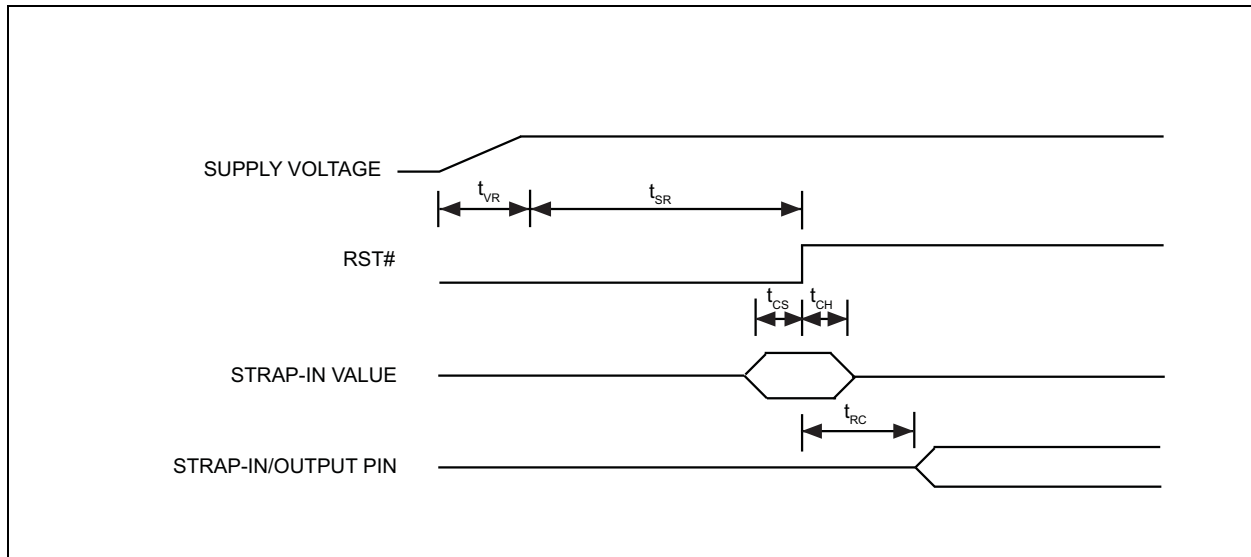 SUPPLY VOLTAGE
tVR
tSR
RST#
tCS
tCH
STRAP-IN VALUE
tRC
STRAP-IN/OUTPUT PIN